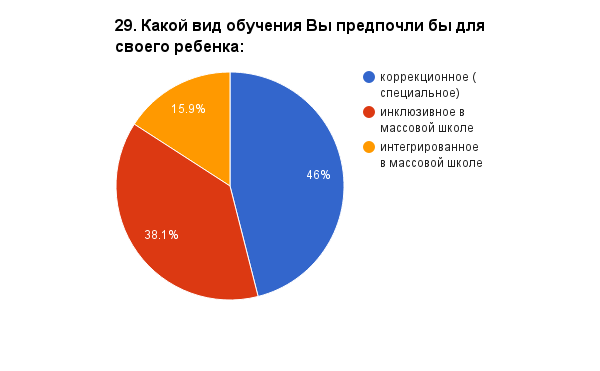 29. Какой вид обучения Вы предпочли бы для
своего ребенка:
коррекционное (
специальное)
инклюзивное в
массовой школе
интегрированное
в массовой школе
15.9%
46%
38.1%